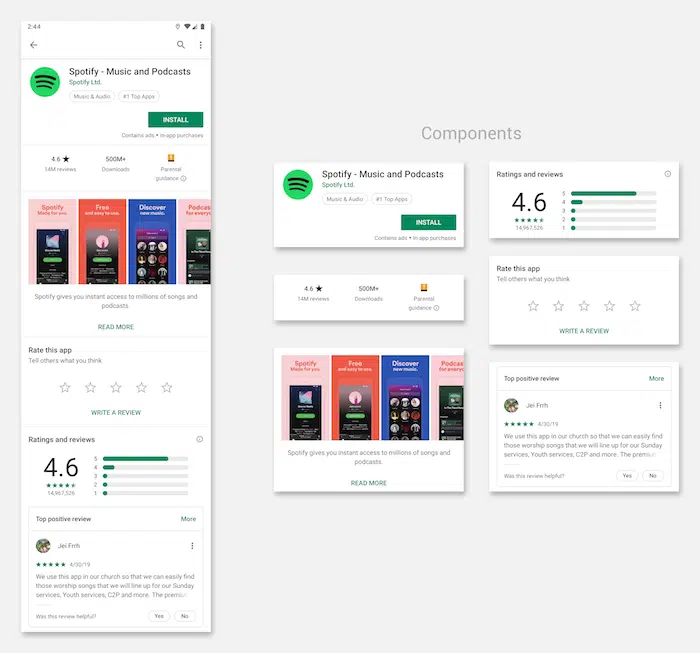 2:44
Spotify - Music and Podcasts
Spotify Ltd.
Music & Audio
#1 Top Apps
INSTALL
Contains ads • In-app purchases
4.6 ★
500M+
14M reviews
Downloads
Parental
guidance
Spotify
Made for you.
Free
and easy to use.
Discover
new music.
Podcas
for everyo
Spotify gives you instant access to millions of songs and
podcasts
READ MORE
Rate this app
Tell others what you think
WRITE A REVIEW
Ratings and reviews
4.6
14,967,526
5
4
3
2
1
Top positive review
More
Jei Frrh
4/30/19
We use this app in our church so that we can easily find
those worship songs that we will line up for our Sunday
services, Youth services, C2P and more. The premiu
Was this review helpful?
Yes
No
Components
Spotify - Music and Podcasts
Spotify Ltd.
Music & Audio
#1 Top Apps
INSTALL
Contains ads • In-app purchases
4.6 ★
500M+
14M reviews
Downloads
Parental
guidance
Spotify
Made for you.
Free
and easy to use.
Discover
new music.
Podcas
for everyo
Spotify gives you instant access to millions of songs and
podcasts
READ MORE
Ratings and reviews
4.6
14,967,526
5
4
3
2
1
Rate this app
Tell others what you think
WRITE A REVIEW
Top positive review
More
Jei Frrh
4/30/19
We use this app in our church so that we can easily find
those worship songs that we will line up for our Sunday
services, Youth services, C2P and more. The premiu
Was this review helpful?
Yes
No